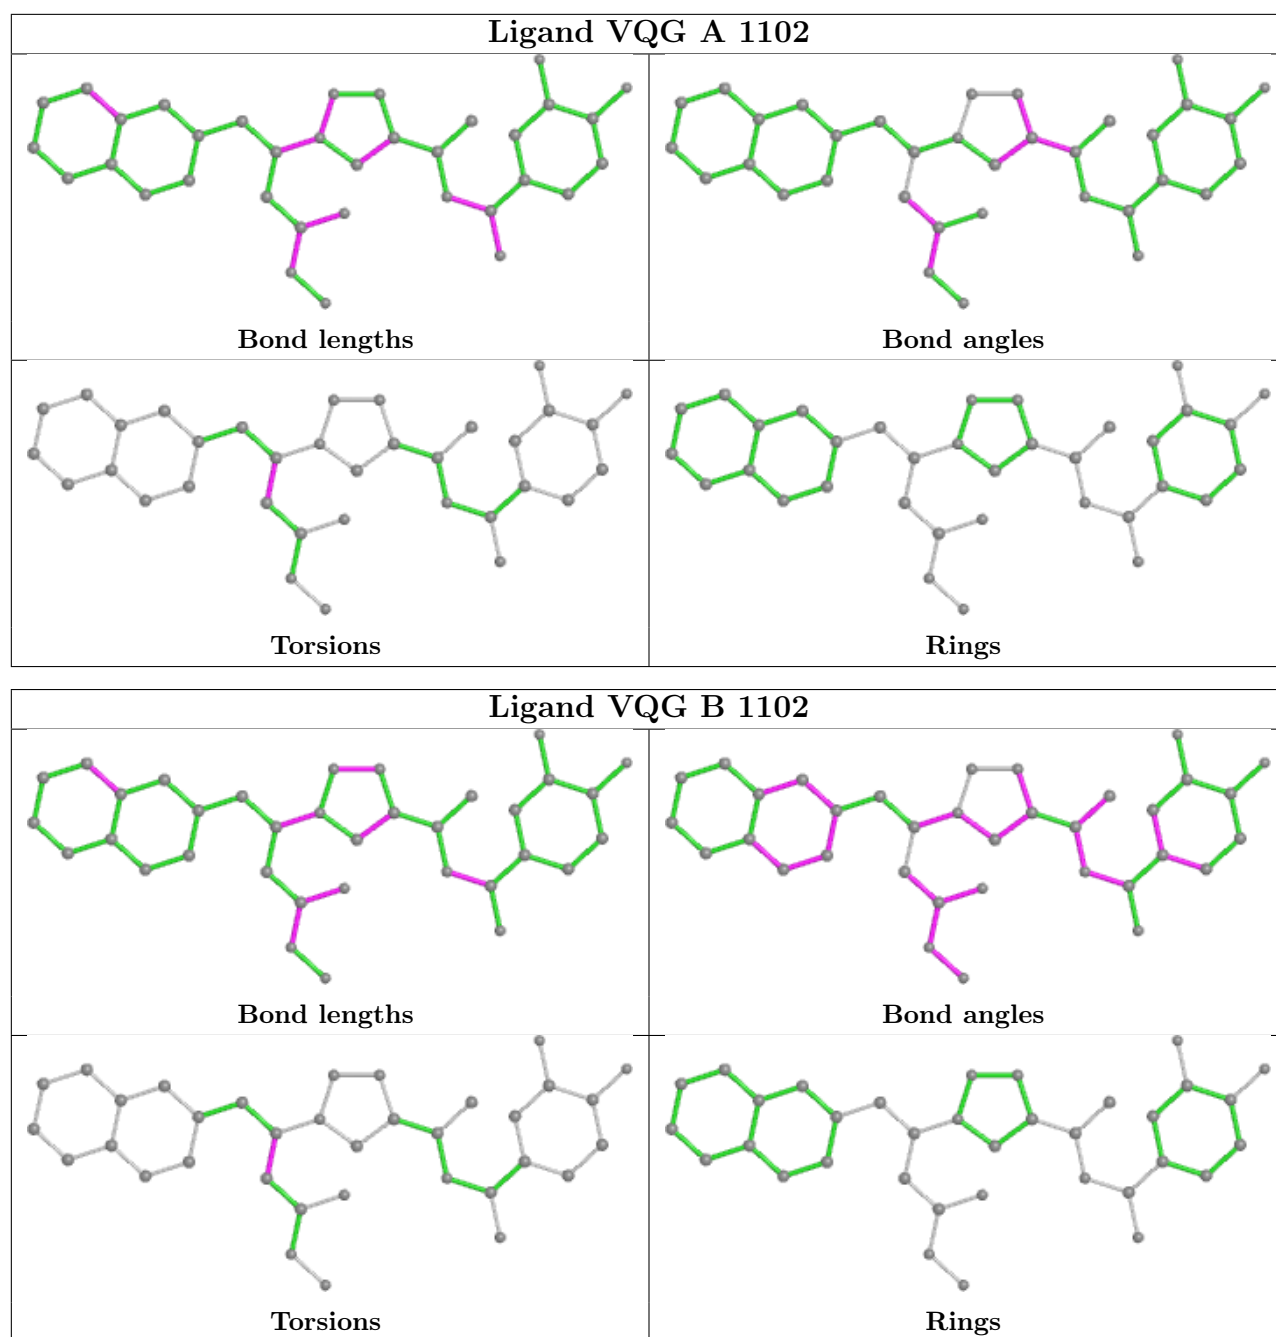 Ligand VQG A 1102
Bond lengths
Bond angles
Torsions
Rings
Ligand VQG B 1102
Bond lengths
Bond angles
Torsions
Rings